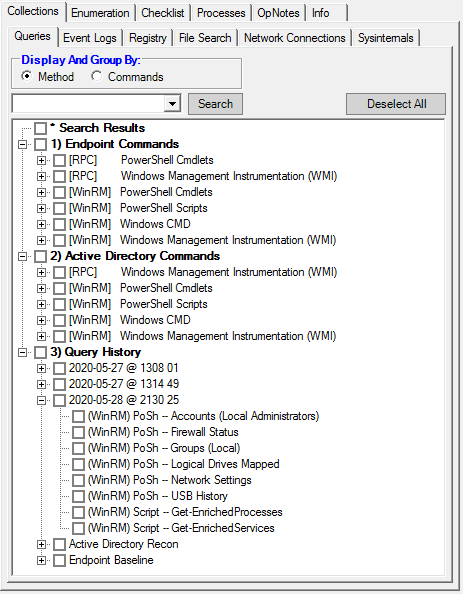 Collections Enumeration Checklist Processes OpNotes Info
Queries Event Logs Registry File Search Network Connections Sysinternals
Display And Group By:
Method Commands
Search Deselect All
* Search Results
1) Endpoint Commands
[RPC] PowerShell Cmdlets
[RPC] Windows Management Instrumentation (WMI)
[WinRM] PowerShell Cmdlets
[WinRM] PowerShell Scripts
[WinRM] Windows CMD
[WinRM] Windows Management Instrumentation (WMI)
2) Active Directory Commands
[RPC] Windows Management Instrumentation (WMI)
[WinRM] PowerShell Cmdlets
[WinRM] PowerShell Scripts
[WinRM] Windows CMD
[WinRM] Windows Management Instrumentation (WMI)
3) Query History
2020-05-27 @ 1308 01
2020-05-27 @ 1314 49
2020-05-28 @ 2130 25
(WinRM) PoSh -- Accounts (Local Administrators)
(WinRM) PoSh -- Firewall Status
(WinRM) PoSh -- Groups (Local)
(WinRM) PoSh -- Logical Drives Mapped
(WinRM) PoSh -- Network Settings
(WinRM) PoSh -- USB History
(WinRM) Script -- Get-EnrichedProcesses
(WinRM) Script -- Get-EnrichedServices
Active Directory Recon
Endpoint Baseline